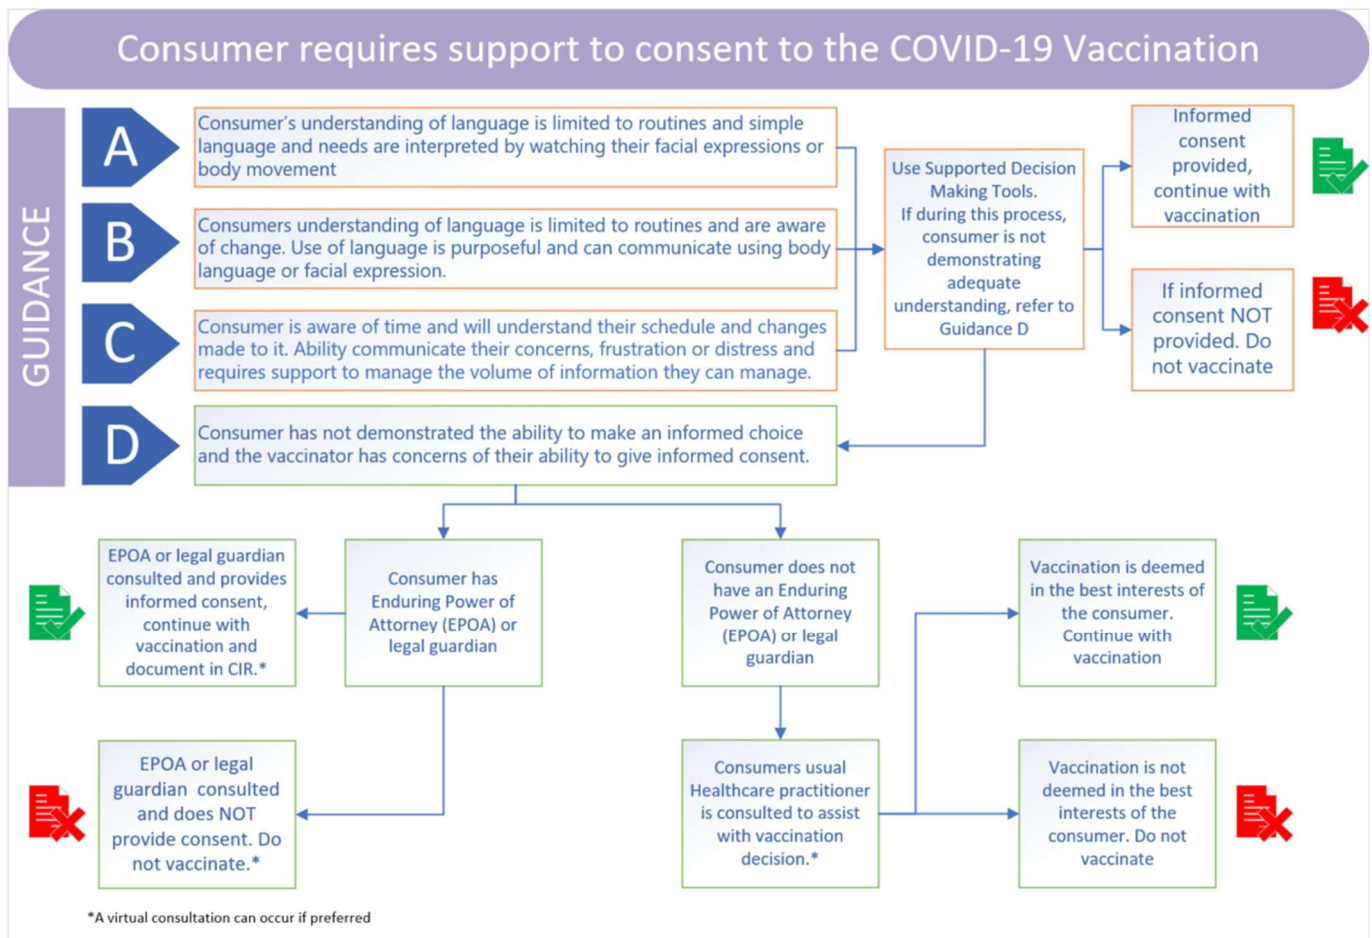 Consumer requires support to consent to the COVID-19 Vaccination
GUIDANCE
A
Consumer's understanding of language is limited to routines and simple
language and needs are interpreted by watching their facial expressions or
body movement
B
Consumers understanding of language is limited to routines and are aware
of change. Use of language is purposeful and can communicate using body
language or facial expression.
C
Consumer is aware of time and will understand their schedule and changes
made to it. Ability communicate their concerns, frustration or distress and
requires support to manage the volume of information they can manage.
D
Consumer has not demonstrated the ability to make an informed choice
and the vaccinator has concerns of their ability to give informed consent.
Use Supported Decision
Making Tools.
If during this process,
consumer is not
demonstrating
adequate
understanding, refer to
Guidance D
Informed
consent
provided,
continue with
vaccination
If informed
consent NOT
provided. Do
not vaccinate
EPOA or legal guardian
consulted and provides
informed consent,
continue with
vaccination and
document in CIR.*
Consumer has
Enduring Power of
Attorney (EPOA) or
legal guardian
Consumer does not
have an Enduring
Power of Attorney
(EPOA) or legal
guardian
Vaccination is deemed
in the best interests of
the consumer.
Continue with
vaccination
EPOA or legal
guardian consulted
and does NOT
provide consent. Do
not vaccinate.*
Consumers usual
Healthcare practitioner
is consulted to assist
with vaccination
decision.*
Vaccination is not
deemed in the best
interests of the
consumer. Do not
vaccinate
*A virtual consultation can occur if preferred